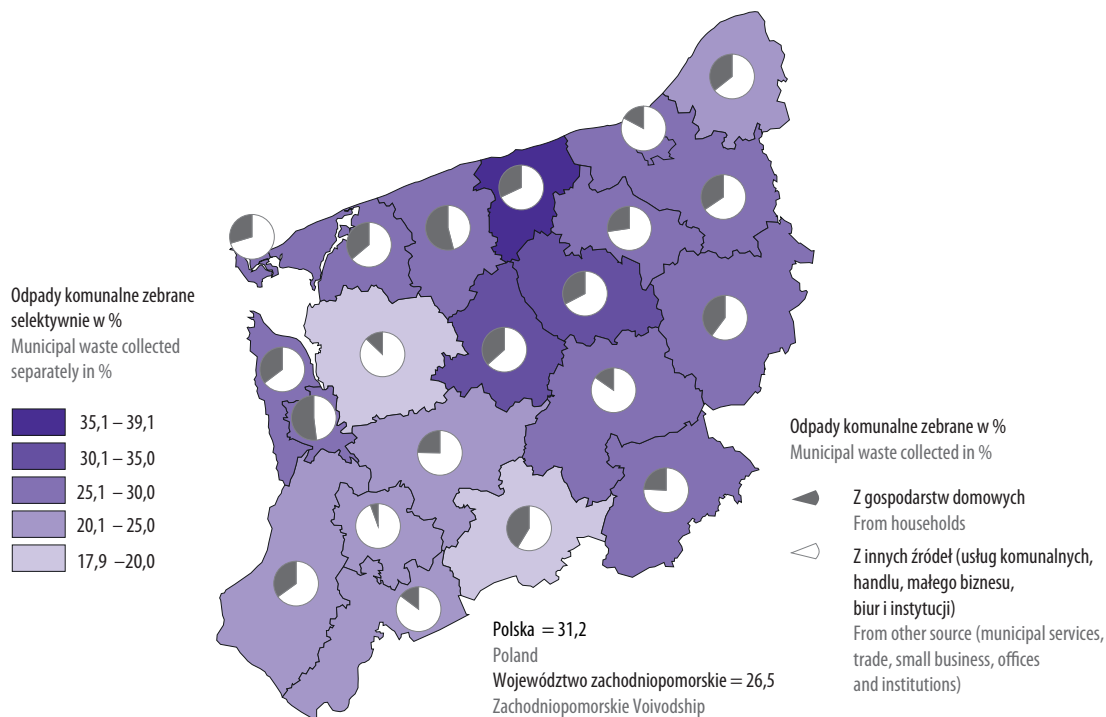 Odpady komunalne zebrane
selektywnie w %
Municipal waste collected
separately in %
35,1 – 39,1
30,1 – 35,0
25,1 – 30,0
20,1 – 25,0
17,9 –20,0
Odpady komunalne zebrane w %
Municipal waste collected in %
Z gospodarstw domowych
From households
Z innych źródeł (usług komunalnych,
handlu, małego biznesu,
biur i instytucji)
From other source (municipal services,
trade, small business, offices
and institutions)
Polska = 31,2
Poland
Województwo zachodniopomorskie = 26,5
Zachodniopomorskie Voivodship